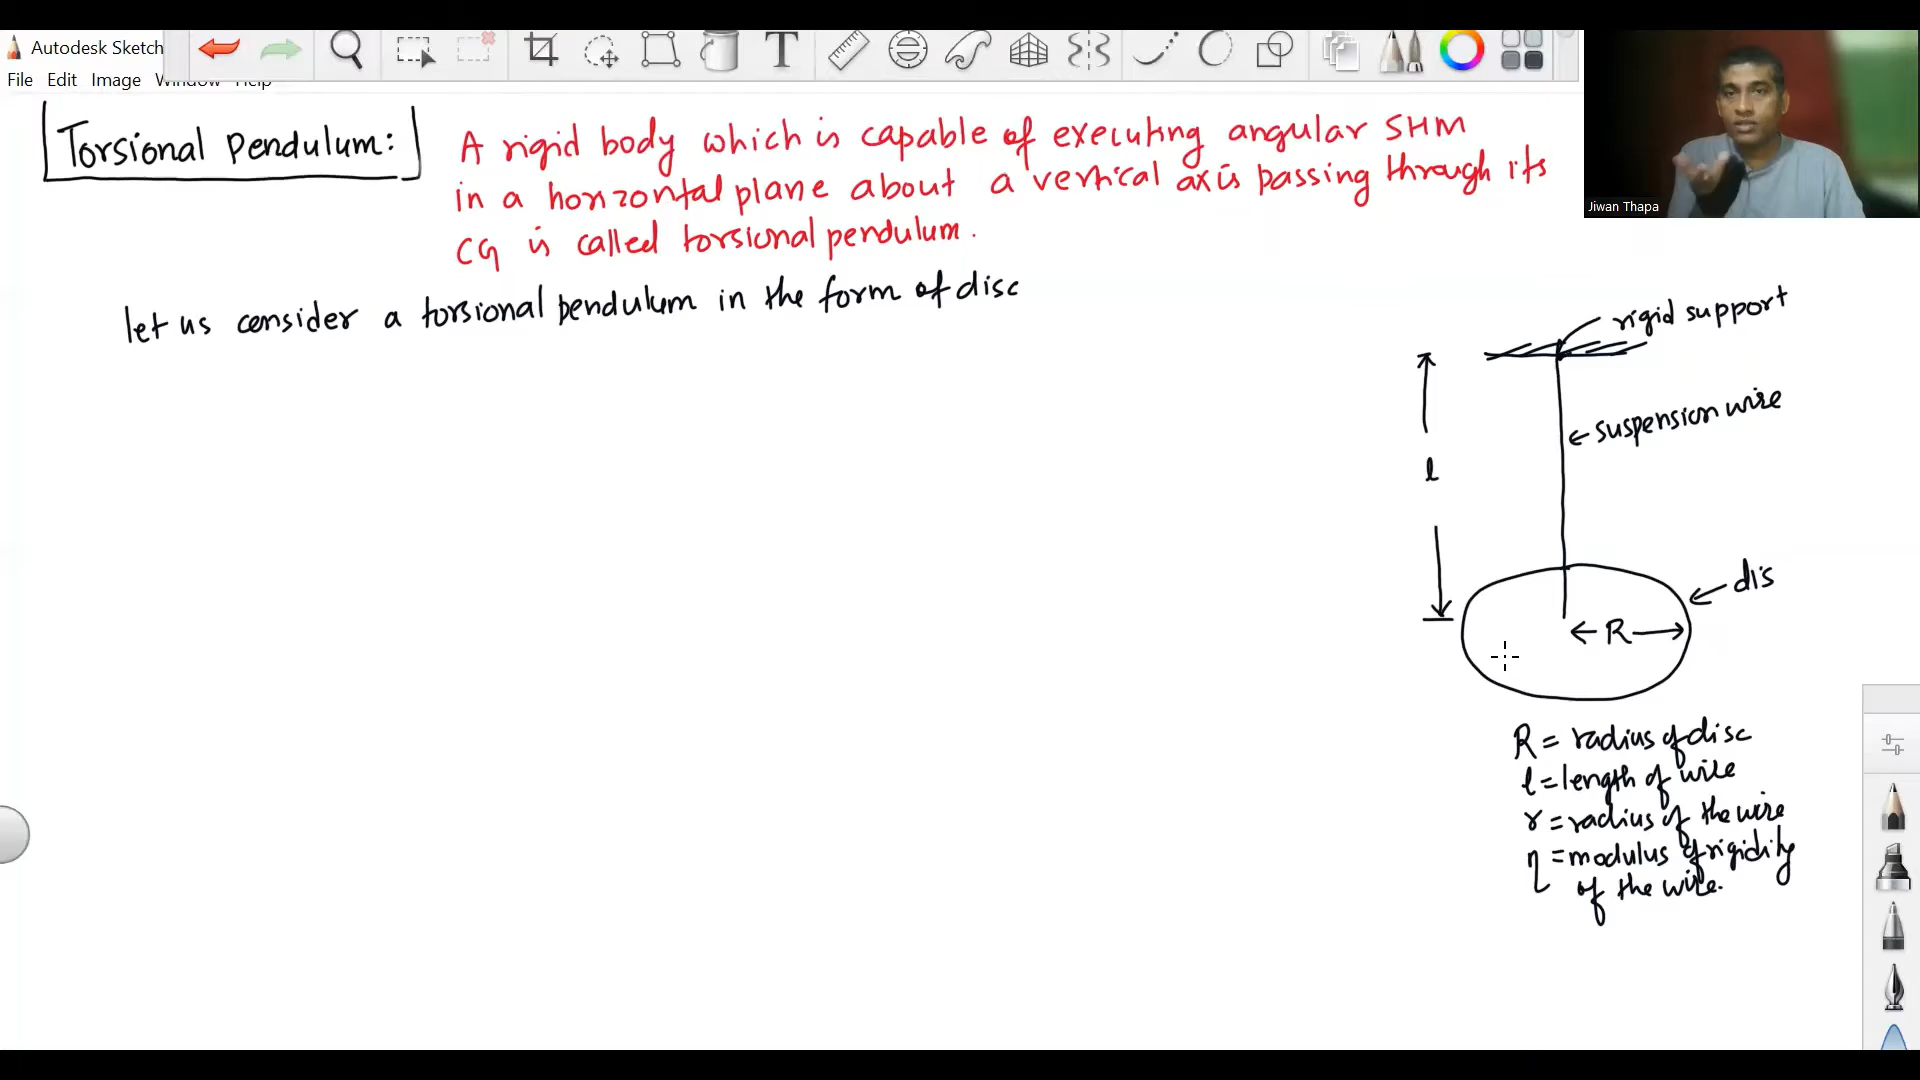 Autodesk Sketch
File Edit Image Window Help
Jiwan Thapa
Torsional Pendulum:
A rigid body which is capable of executing angular SHM
in a horizontal plane about a vertical axis passing through its
CG is called torsional pendulum.
let us consider a torsional pendulum in the form of disc
rigid support
suspension wire
l
dis
R
R = radius of disc
l = length of wire
r = radius of the wire
η = modulus of rigidity
of the wire.